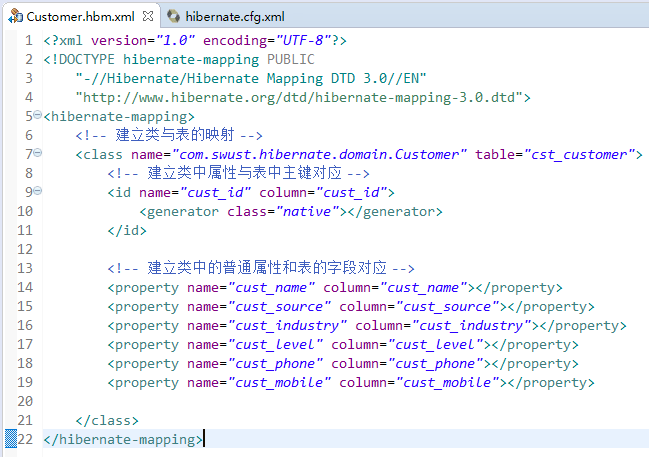 Customer.hbm.xml hibernate.cfg.xml
1 <?xml version="1.0" encoding="UTF-8"?>
2 <!DOCTYPE hibernate-mapping PUBLIC
3 "-//Hibernate/Hibernate Mapping DTD 3.0//EN"
4 "http://www.hibernate.org/dtd/hibernate-mapping-3.0.dtd">
5 <hibernate-mapping>
6 <!-- 建立类与表的映射 -->
7 <class name="com.swust.hibernate.domain.Customer" table="cst_customer">
8 <!-- 建立类中属性与表中主键对应 -->
9 <id name="cust_id" column="cust_id">
10 <generator class="native"></generator>
11 </id>
12
13 <!-- 建立类中的普通属性和表的字段对应 -->
14 <property name="cust_name" column="cust_name"></property>
15 <property name="cust_source" column="cust_source"></property>
16 <property name="cust_industry" column="cust_industry"></property>
17 <property name="cust_level" column="cust_level"></property>
18 <property name="cust_phone" column="cust_phone"></property>
19 <property name="cust_mobile" column="cust_mobile"></property>
20
21 </class>
22 </hibernate-mapping>